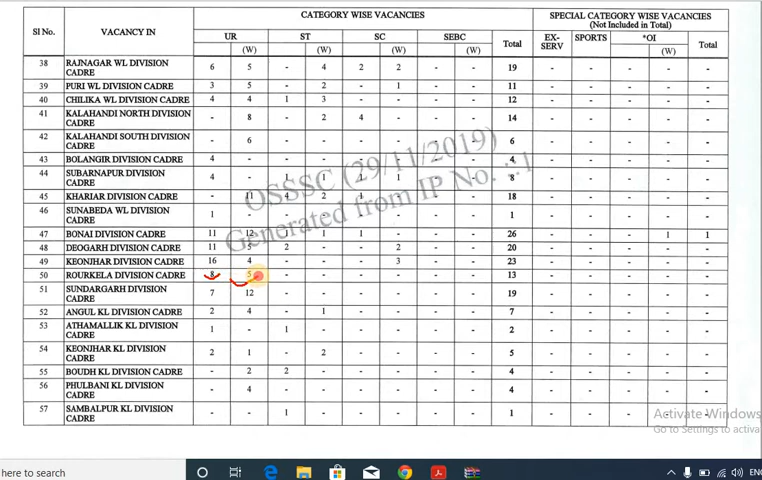 CATEGORY WISE VACANCIES SPECIAL CATEGORY WISE VACANCIES
(Not Included in Total)
Sl No. VACANCY IN UR ST SC SEBC Total EX-SERV SPORTS *OI Total
(W) (W) (W) (W) (W)
38 RAJNAGAR WL DIVISION CADRE 6 5 - 4 2 2 - - 19 - - - - -
39 PURI WL DIVISION CADRE 3 5 - 2 - 1 - - 11 - - - - -
40 CHILIKA WL DIVISION CADRE 4 4 1 3 - - - - 12 - - - - -
41 KALAHANDI NORTH DIVISION CADRE - 8 - 2 4 - - - 14 - - - - -
42 KALAHANDI SOUTH DIVISION CADRE - 6 - - - - - - 6 - - - - -
43 BOLANGIR DIVISION CADRE 4 - - - - - - - 4 - - - - -
44 SUBARNAPUR DIVISION CADRE 4 - 1 1 1 1 - - 8 - - - - -
45 KHARIAR DIVISION CADRE - 11 4 2 1 - - - 18 - - - - -
46 SUNABEDA WL DIVISION CADRE 1 - - - - - - - 1 - - - - -
47 BONAI DIVISION CADRE 11 12 1 1 1 - - - 26 - - - 1 1
48 DEOGARH DIVISION CADRE 11 5 2 - - 2 - - 20 - - - - -
49 KEONJHAR DIVISION CADRE 16 4 - - - 3 - - 23 - - - - -
50 ROURKELA DIVISION CADRE 8 5 - - - - - - 13 - - - - -
51 SUNDARGARH DIVISION CADRE 7 12 - - - - - - 19 - - - - -
52 ANGUL KL DIVISION CADRE 2 4 - 1 - - - - 7 - - - - -
53 ATHAMALLIK KL DIVISION CADRE 1 - 1 - - - - - 2 - - - - -
54 KEONJHAR KL DIVISION CADRE 2 1 - 2 - - - - 5 - - - - -
55 BOUDH KL DIVISION CADRE - 2 2 - - - - - 4 - - - - -
56 PHULBANI KL DIVISION CADRE - 4 - - - - - - 4 - - - - -
57 SAMBALPUR KL DIVISION CADRE - - 1 - - - - - 1 - - - - -
OSSSC (29/11/2019)
Generated from IP No. : .1
Activate Windows
Go to Settings to activa
here to search
ENG